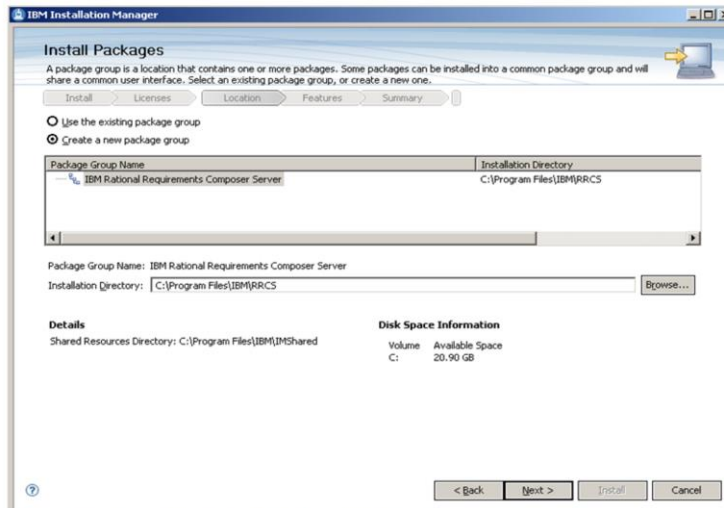 IBM Installation Manager
Install Packages
A package group is a location that contains one or more packages. Some packages can be installed into a common package group and will
share a common user interface. Select an existing package group, or create a new one.
Install Licenses Location Features Summary
Use the existing package group
Create a new package group
Package Group Name Installation Directory
IBM Rational Requirements Composer Server C:\Program Files\IBM\RRCS
Package Group Name: IBM Rational Requirements Composer Server
Installation Directory: C:\Program Files\IBM\RRCS Browse...
Details Disk Space Information
Shared Resources Directory: C:\Program Files\IBM\IMShared
Volume Available Space
C: 20.90 GB
? < Back Next > Install Cancel